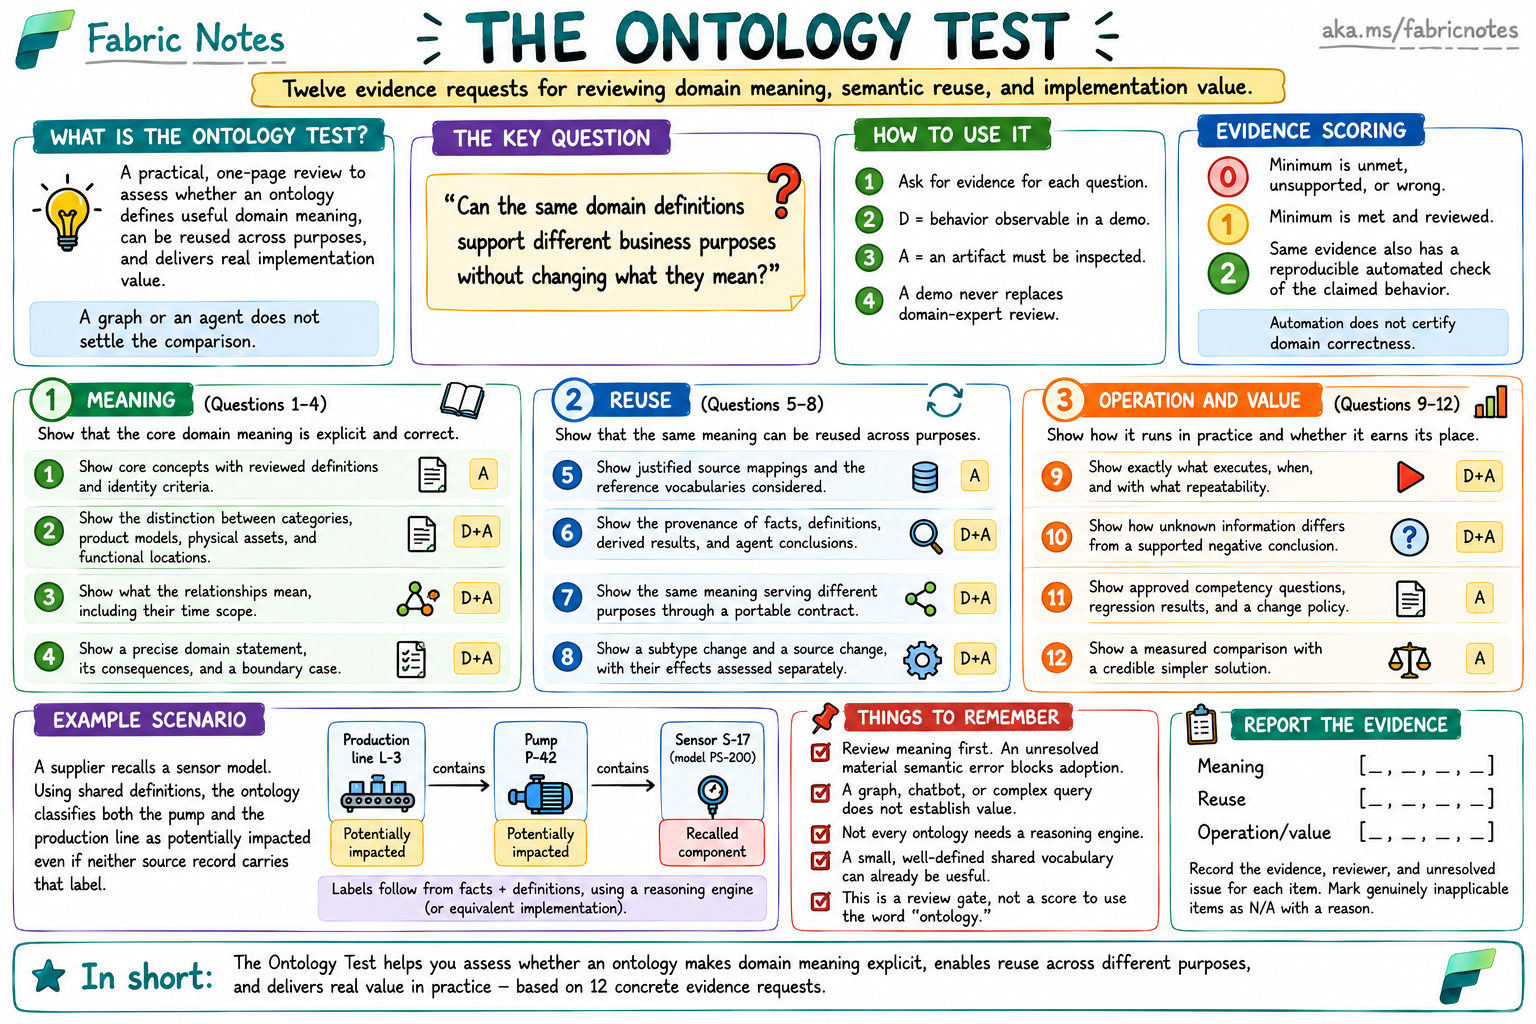 Fabric Notes
THE ONTOLOGY TEST
aka.ms/fabricnotes
Twelve evidence requests for reviewing domain meaning, semantic reuse, and implementation value.
WHAT IS THE ONTOLOGY TEST?
A practical, one-page review to
assess whether an ontology
defines useful domain meaning,
can be reused across purposes,
and delivers real implementation
value.
A graph or an agent does not
settle the comparison.
THE KEY QUESTION
?
“Can the same domain definitions
support different business purposes
without changing what they mean?”
HOW TO USE IT
1 Ask for evidence for each question.
2 D = behavior observable in a demo.
3 A = an artifact must be inspected.
4 A demo never replaces
domain-expert review.
EVIDENCE SCORING
0 Minimum is unmet,
unsupported, or wrong.
1 Minimum is met and reviewed.
2 Same evidence also has a
reproducible automated check
of the claimed behavior.
Automation does not certify
domain correctness.
1 MEANING (Questions 1–4)
Show that the core domain meaning is explicit and correct.
1 Show core concepts with reviewed definitions
and identity criteria.
A
2 Show the distinction between categories,
product models, physical assets, and
functional locations.
D+A
3 Show what the relationships mean,
including their time scope.
D+A
4 Show a precise domain statement,
its consequences, and a boundary case.
D+A
2 REUSE (Questions 5–8)
Show that the same meaning can be reused across purposes.
5 Show justified source mappings and the
reference vocabularies considered.
A
6 Show the provenance of facts, definitions,
derived results, and agent conclusions.
D+A
7 Show the same meaning serving different
purposes through a portable contract.
D+A
8 Show a subtype change and a source change,
with their effects assessed separately.
D+A
3 OPERATION AND VALUE (Questions 9–12)
Show how it runs in practice and whether it earns its place.
9 Show exactly what executes, when,
and with what repeatability.
D+A
10 Show how unknown information differs
from a supported negative conclusion.
?
D+A
11 Show approved competency questions,
regression results, and a change policy.
A
12 Show a measured comparison with
a credible simpler solution.
A
EXAMPLE SCENARIO
A supplier recalls a sensor model.
Using shared definitions, the ontology
classifies both the pump and the
production line as potentially impacted
even if neither source record carries
that label.
Production
line L-3
Potentially
impacted
contains
Pump
P-42
Potentially
impacted
contains
Sensor S-17
(model PS-200)
Recalled
component
Labels follow from facts + definitions, using a reasoning engine
(or equivalent implementation).
THINGS TO REMEMBER
Review meaning first. An unresolved
material semantic error blocks adoption.
A graph, chatbot, or complex query
does not establish value.
Not every ontology needs a reasoning engine.
A small, well-defined shared vocabulary
can already be uesful.
This is a review gate, not a score to use
the word “ontology.”
REPORT THE EVIDENCE
Meaning [_ , _ , _ , _]
Reuse [_ , _ , _ , _]
Operation/value [_ , _ , _ , _]
Record the evidence, reviewer, and unresolved
issue for each item. Mark genuinely inapplicable
items as N/A with a reason.
In short:
The Ontology Test helps you assess whether an ontology makes domain meaning explicit, enables reuse across different purposes,
and delivers real value in practice – based on 12 concrete evidence requests.